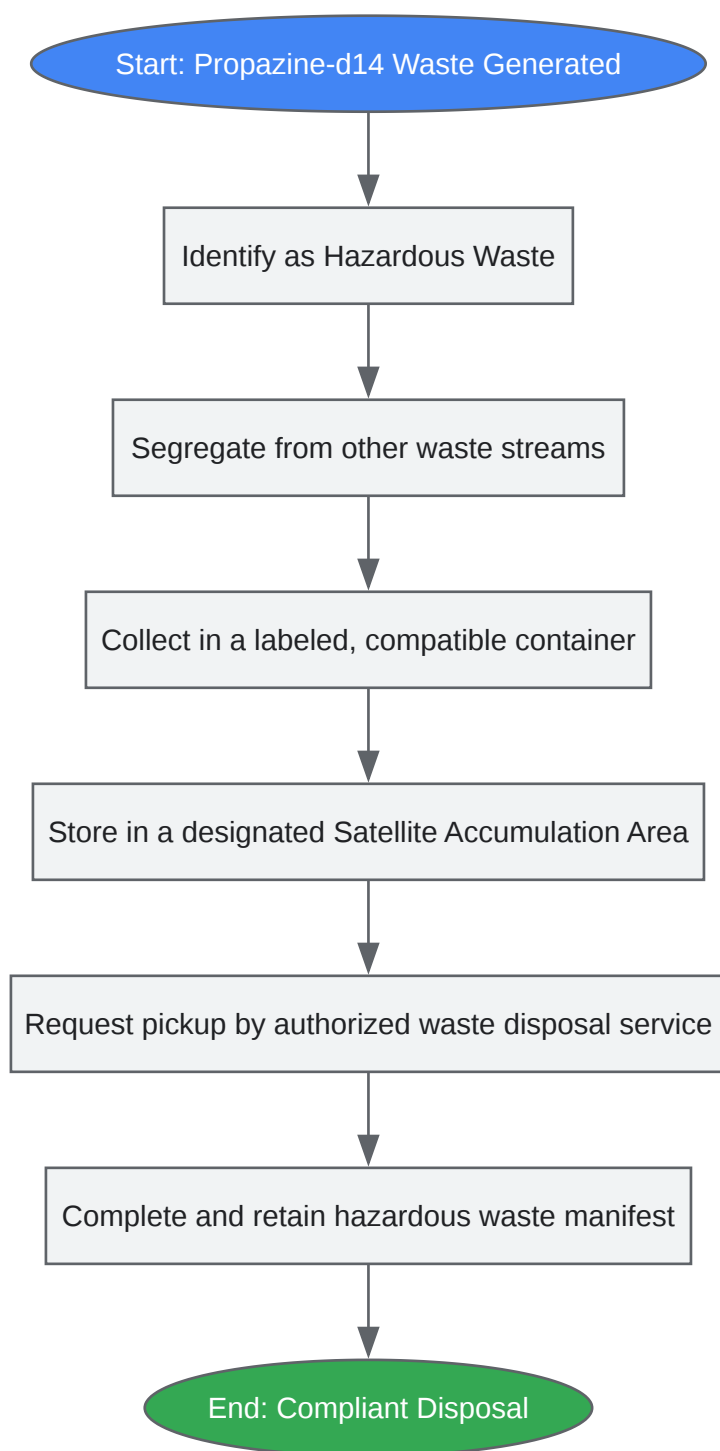 Start: Propazine-d14 Waste Generated
Identify as Hazardous Waste
Segregate from other waste streams
Collect in a labeled, compatible container
Store in a designated Satellite Accumulation Area
Request pickup by authorized waste disposal service
Complete and retain hazardous waste manifest
End: Compliant Disposal